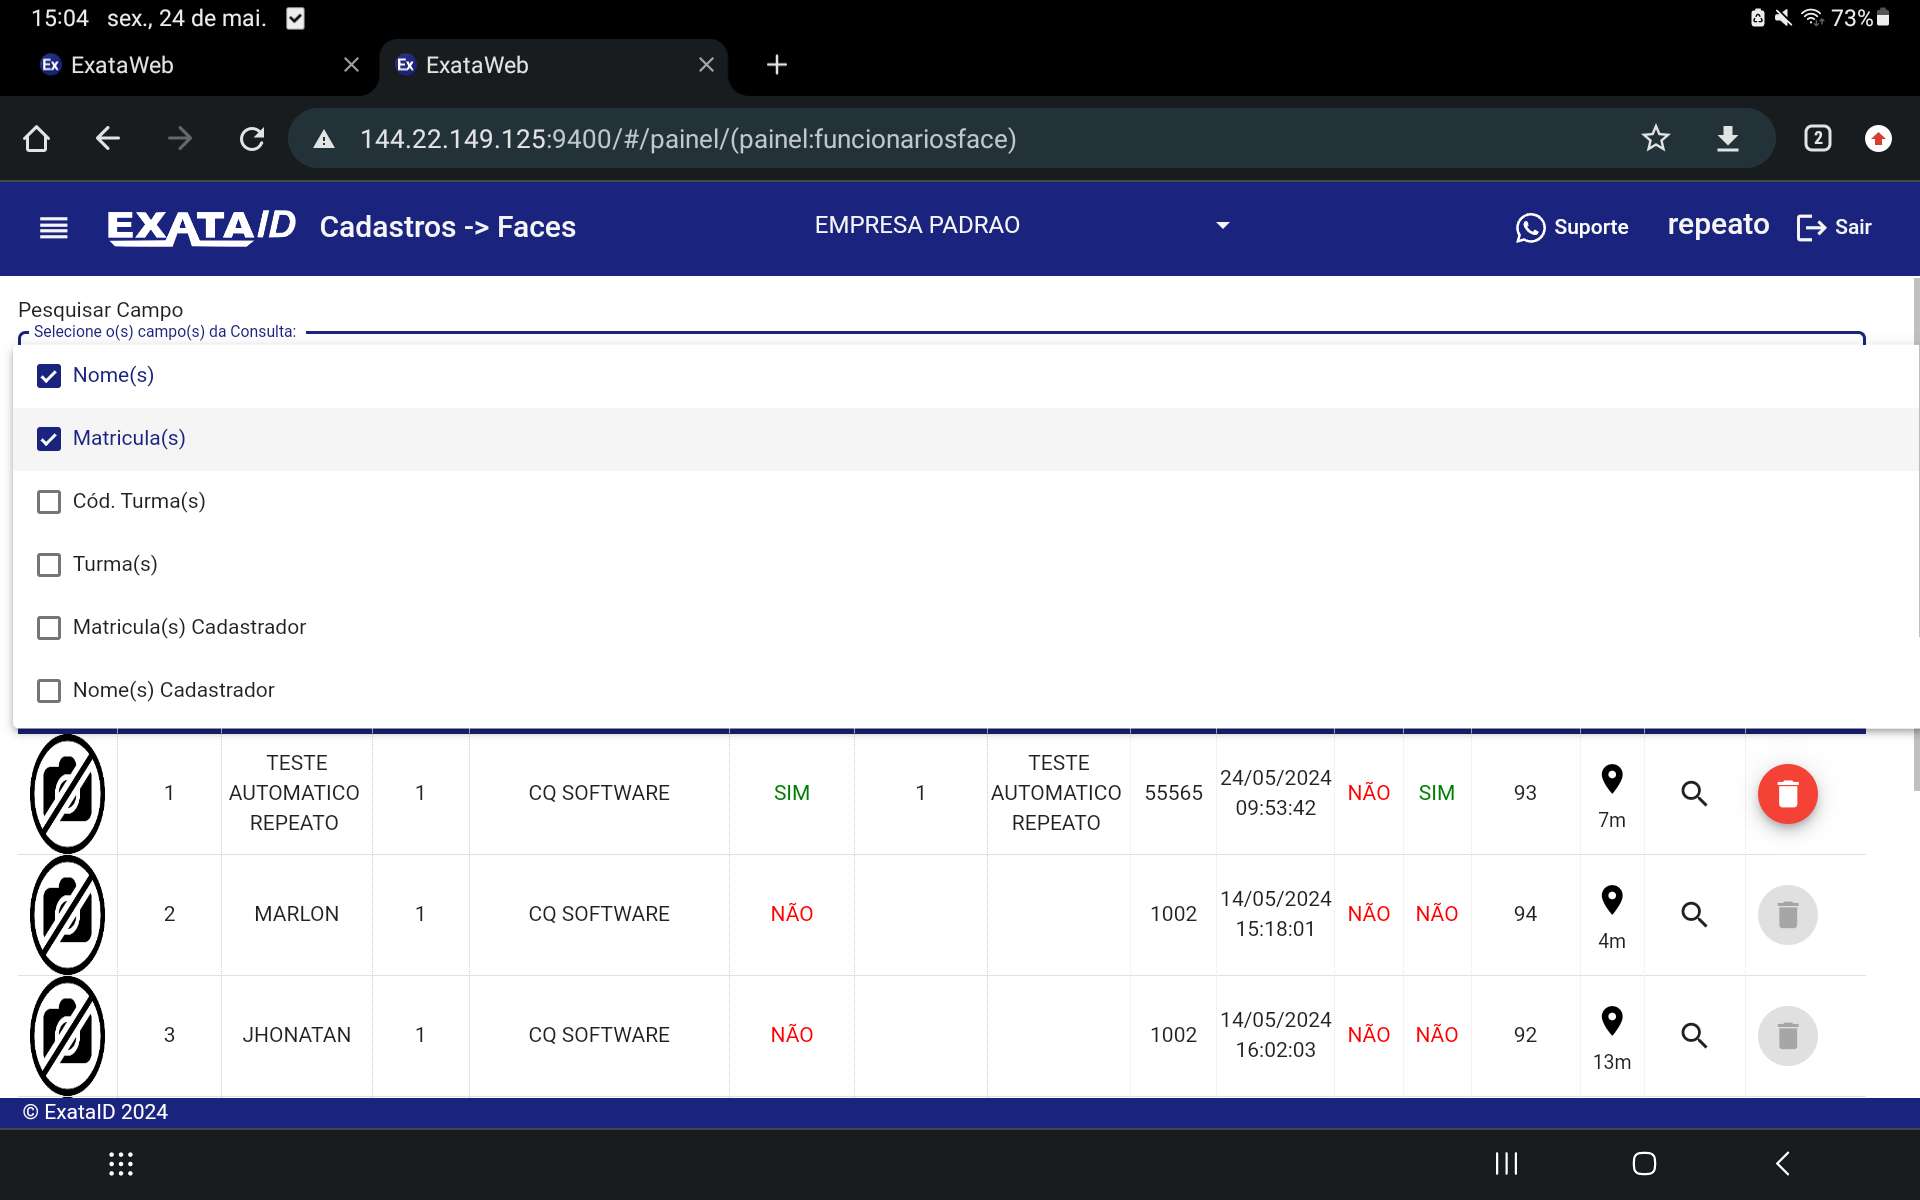 15:04 sex., 24 de mai. 73%
Ex ExataWeb Ex ExataWeb
144.22.149.125:9400/#/painel/(painel:funcionariosface) 2
EXATAID Cadastros -> Faces EMPRESA PADRAO Suporte repeato Sair
Pesquisar Campo
Selecione o(s) campo(s) da Consulta:
Nome(s)
Matricula(s)
Cód. Turma(s)
Turma(s)
Matricula(s) Cadastrador
Nome(s) Cadastrador
1 TESTE AUTOMATICO REPEATO 1 CQ SOFTWARE SIM 1 TESTE AUTOMATICO REPEATO 55565 24/05/2024 09:53:42 NÃO SIM 93 7m
2 MARLON 1 CQ SOFTWARE NÃO 1002 14/05/2024 15:18:01 NÃO NÃO 94 4m
3 JHONATAN 1 CQ SOFTWARE NÃO 1002 14/05/2024 16:02:03 NÃO NÃO 92 13m
© ExataID 2024